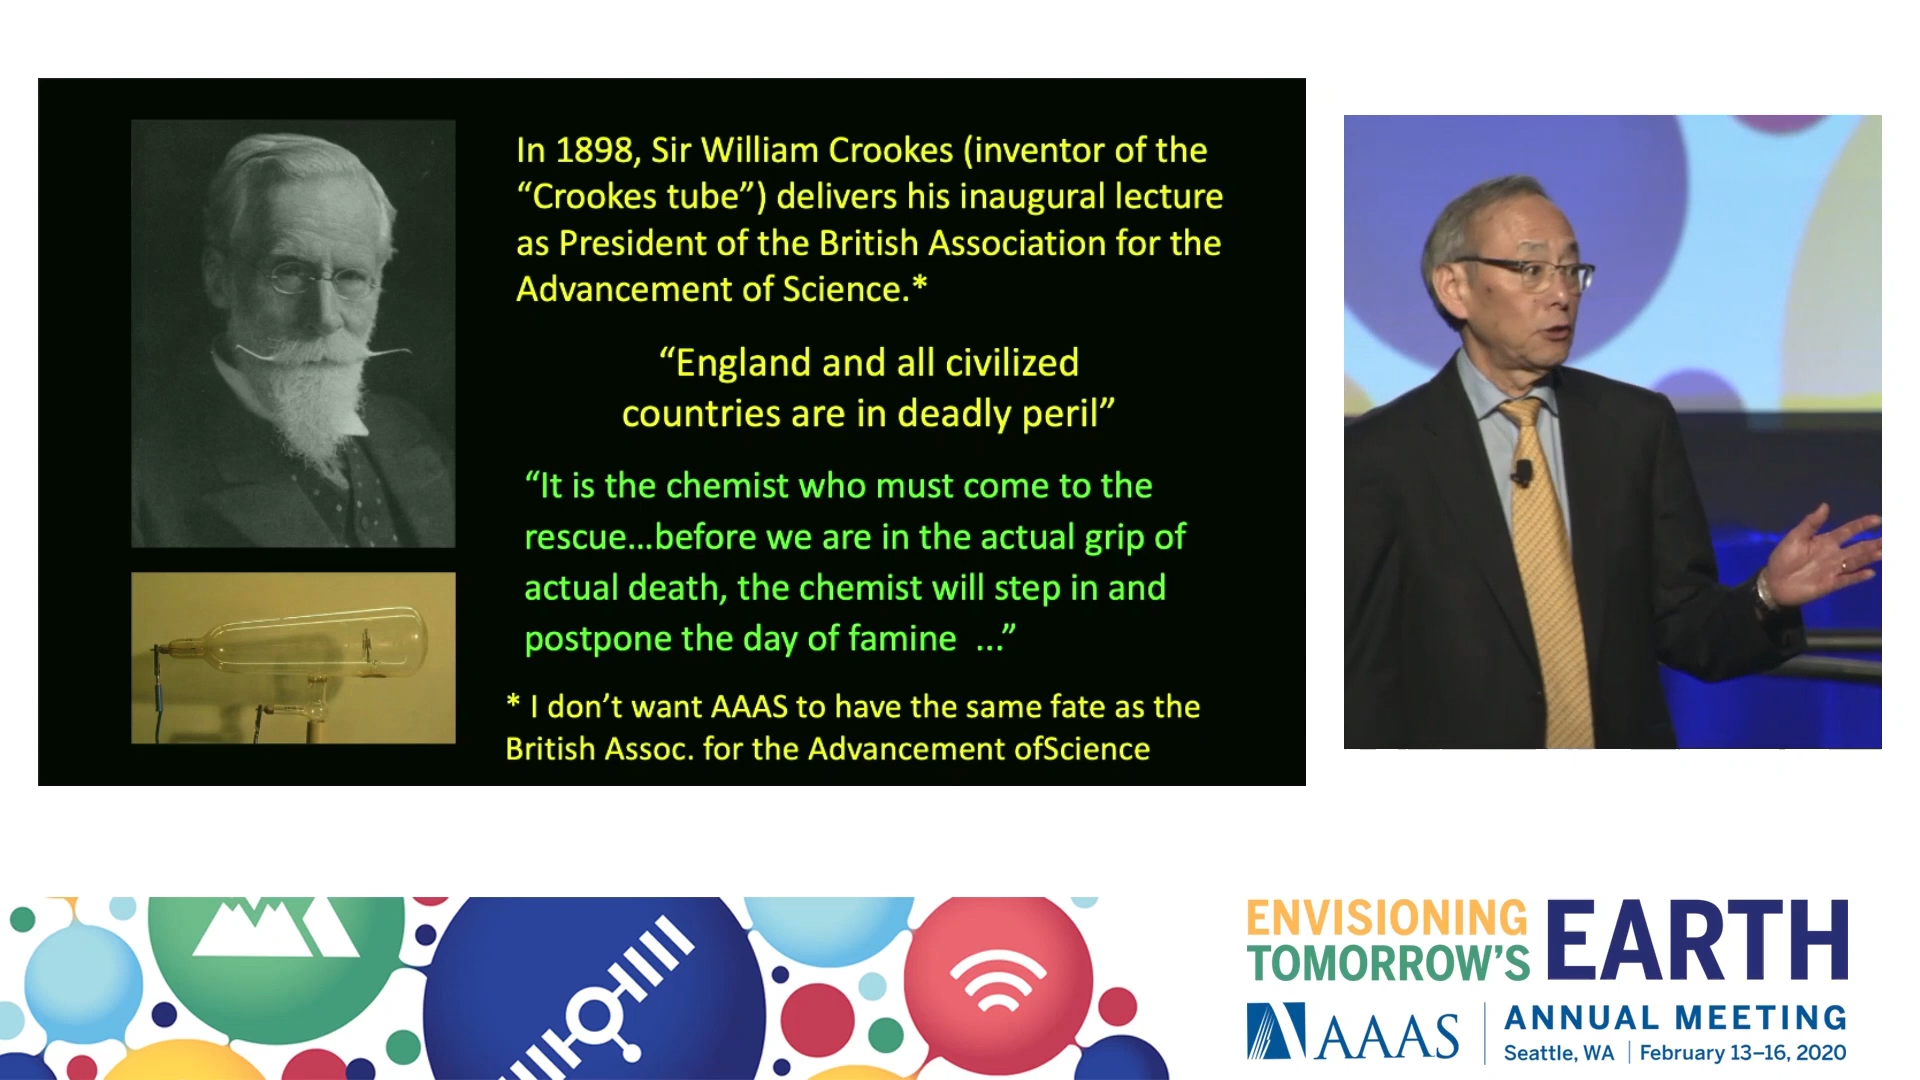 In 1898, Sir William Crookes (inventor of the
“Crookes tube”) delivers his inaugural lecture
as President of the British Association for the
Advancement of Science.*
“England and all civilized
countries are in deadly peril”
“It is the chemist who must come to the
rescue…before we are in the actual grip of
actual death, the chemist will step in and
postpone the day of famine  ...”
* I don’t want AAAS to have the same fate as the
British Assoc. for the Advancement ofScience
ENVISIONING
TOMORROW’S
EARTH
AAAS
ANNUAL MEETING
Seattle, WA | February 13–16, 2020